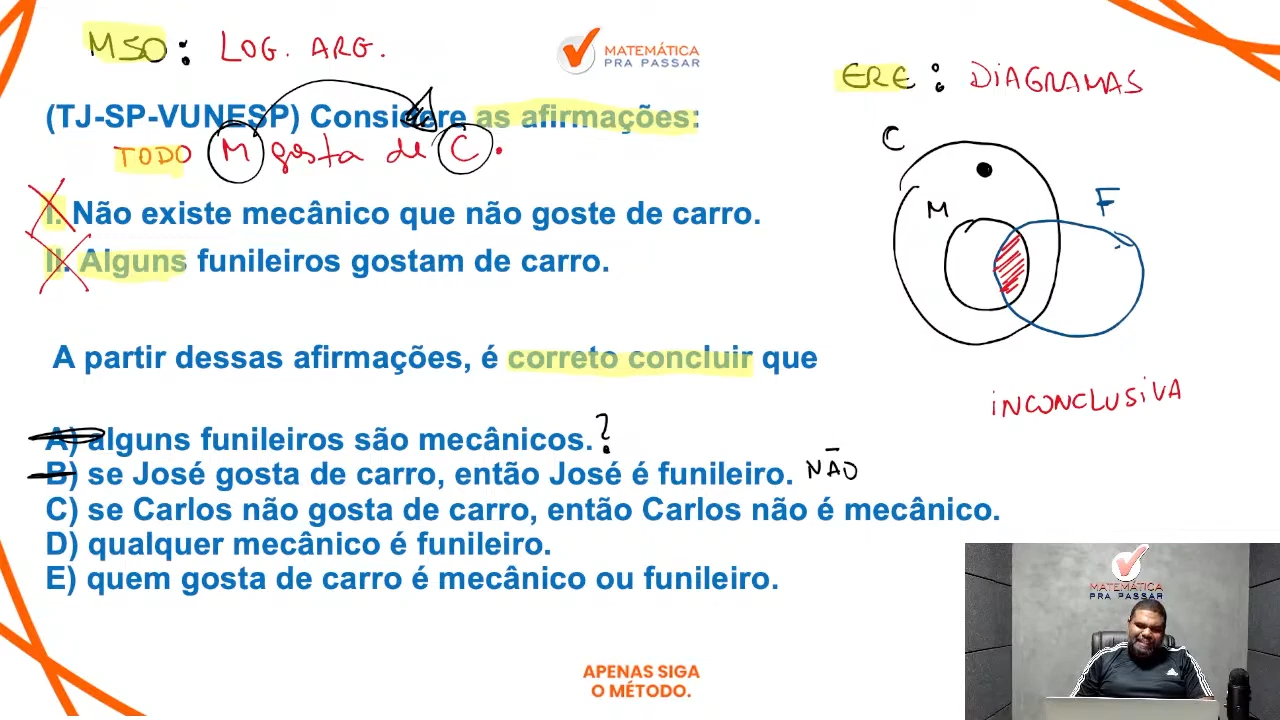 MSO: LOG. ARG.
MATEMÁTICA
PRA PASSAR
ERE: DIAGRAMAS
(TJ-SP-VUNESP) Considere as afirmações:
TODO M gosta de C.
I. Não existe mecânico que não goste de carro.
II. Alguns funileiros gostam de carro.
C
M
F
A partir dessas afirmações, é correto concluir que
INCONCLUSIVA
A) alguns funileiros são mecânicos. ?
B) se José gosta de carro, então José é funileiro. NÃO
C) se Carlos não gosta de carro, então Carlos não é mecânico.
D) qualquer mecânico é funileiro.
E) quem gosta de carro é mecânico ou funileiro.
MATEMÁTICA
PRA PASSAR
APENAS SIGA
O MÉTODO.